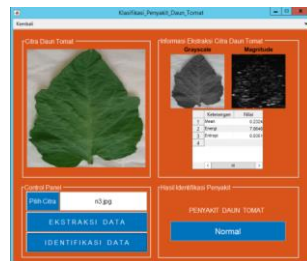 Klasifikasi_Penyakit_Daun_Tomat
Kembali
Citra Daun Tomat
Informasi Ekstraksi Citra Daun Tomat
Grayscale
Magnitude
Keterangan
Nilai
1 Mean
2 Energi
3 Entropi
4
Control Panel
Pilih Citra
n3.jpg
EKSTRAKSI DATA
IDENTIFIKASI DATA
Hasil Identifikasi Penyakit
PENYAKIT DAUN TOMAT
Normal